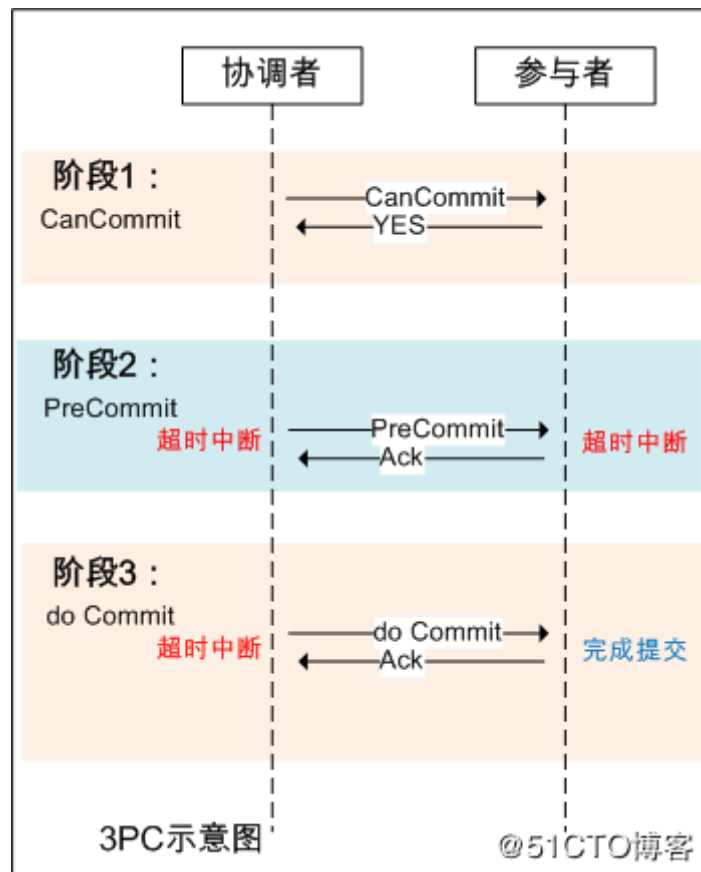 协调者
参与者
阶段1：
CanCommit
CanCommit
YES
阶段2：
PreCommit
超时中断
PreCommit
Ack
超时中断
阶段3：
do Commit
超时中断
do Commit
Ack
完成提交
3PC示意图
@51CTO博客